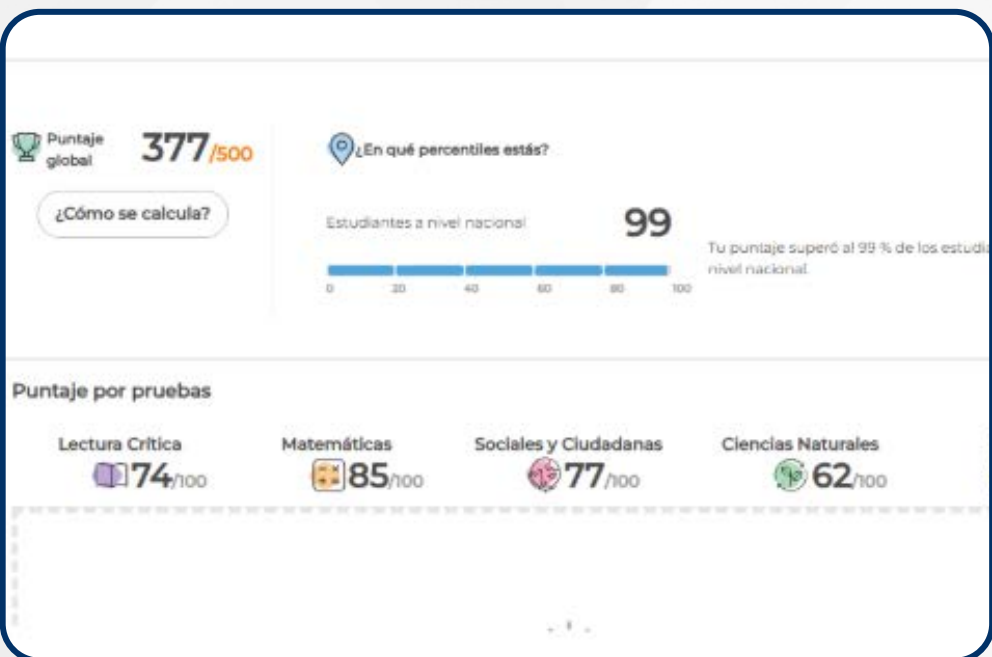 Puntaje global
377/500
¿Cómo se calcula?
¿En qué percentiles estás?
Estudiantes a nivel nacional
99
0 20 40 60 80 100
Tu puntaje superó al 99 % de los
nivel nacional.
Puntaje por pruebas
Lectura Crítica
74/100
Matemáticas
85/100
Sociales y Ciudadanas
77/100
Ciencias Naturales
62/100